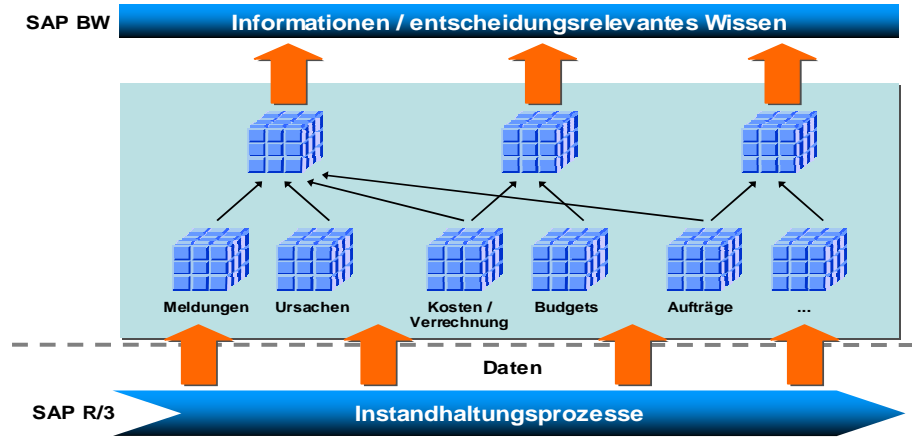 SAP BW
Informationen / entscheidungsrelevantes Wissen
Meldungen
Ursachen
Kosten /
Verrechnung
Budgets
Aufträge
...
Daten
SAP R/3
Instandhaltungsprozesse